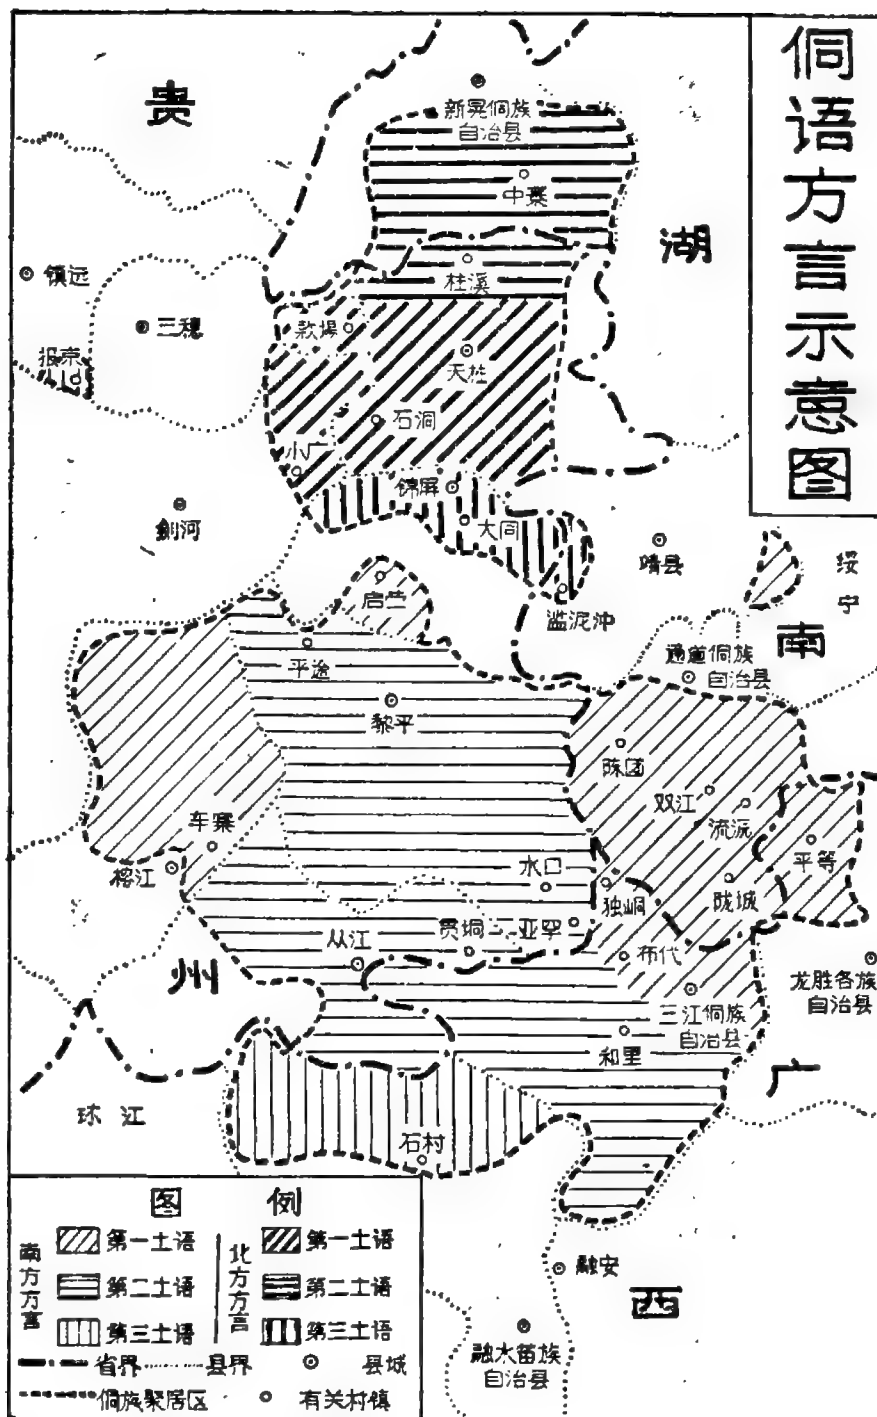 侗语方言示意图
贵
湖
南
州
广
西
新晃侗族
自治县
中寨
柱溪
镇远
三穗
报京
款场
天柱
石洞
小广
锦屏
大同
剑河
靖县
绥宁
启兰
滥泥冲
通道侗族
自治县
平途
黎平
陇城
双江
平等
车寨
榕江
水口
独峒
从江
贯垌
亚罕
布代
龙胜各族
自治县
三江侗族
自治县
和里
石村
融安
融水苗族
自治县
图 例
南方方言
第一土语
第二土语
第三土语
北方方言
第一土语
第二土语
第三土语
省界
县界
县城
侗族聚居区
有关村镇